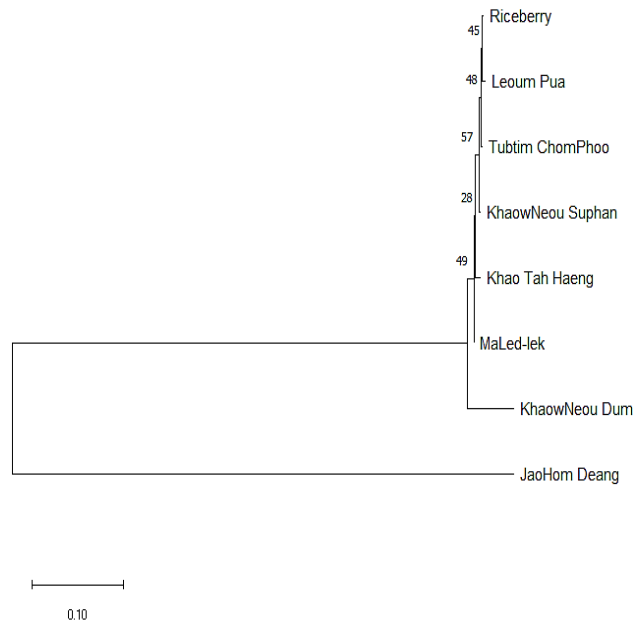 Riceberry
45
48
Leoum Pua
57
Tubtim ChomPhoo
28
KhaowNeou Suphan
49
Khao Tah Haeng
MaLed-lek
KhaowNeou Dum
JaoHom Deang
0.10